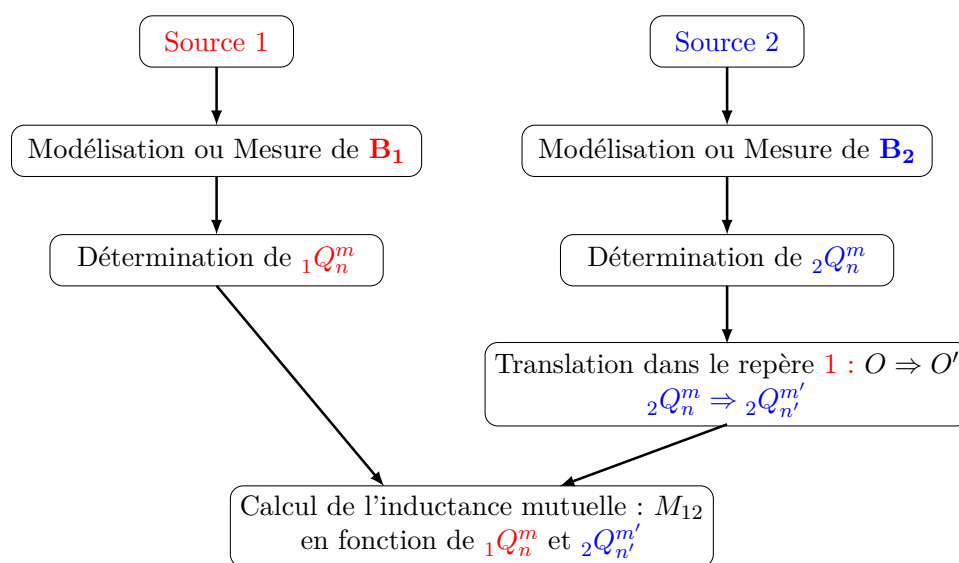 Source 1
Source 2
Modélisation ou Mesure de B₁
Modélisation ou Mesure de B₂
Détermination de ₁Qₙᵐ
Détermination de ₂Qₙᵐ
Translation dans le repère 1 : O ⇒ O'
₂Qₙᵐ ⇒ ₂Qₙ'ᵐ'
Calcul de l'inductance mutuelle : M₁₂
en fonction de ₁Qₙᵐ et ₂Qₙ'ᵐ'